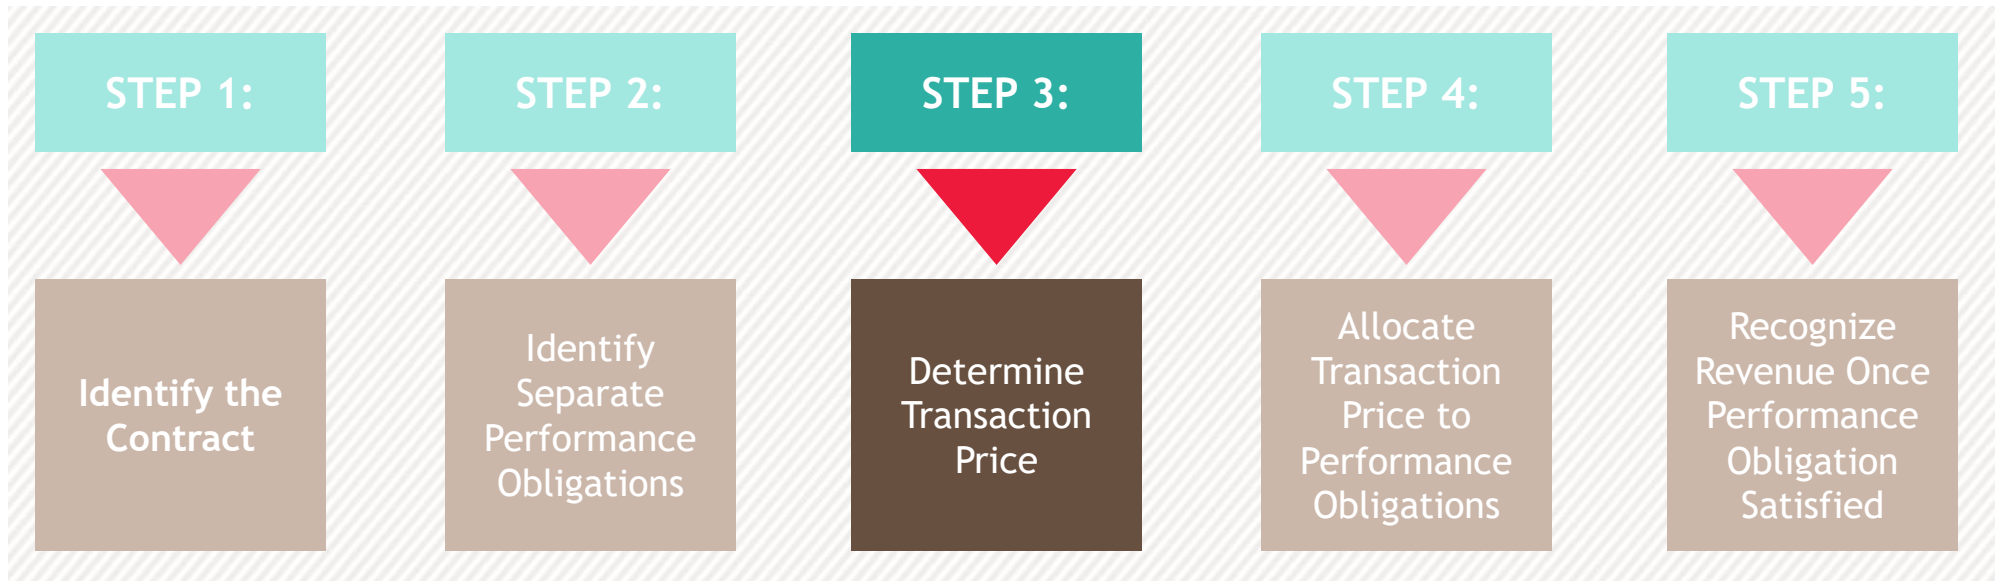 STEP 1:
STEP 2:
STEP 3:
STEP 4:
STEP 5:
Identify the
Contract
Identify
Separate
Performance
Obligations
Determine
Transaction
Price
Allocate
Transaction
Price to
Performance
Obligations
Recognize
Revenue Once
Performance
Obligation
Satisfied